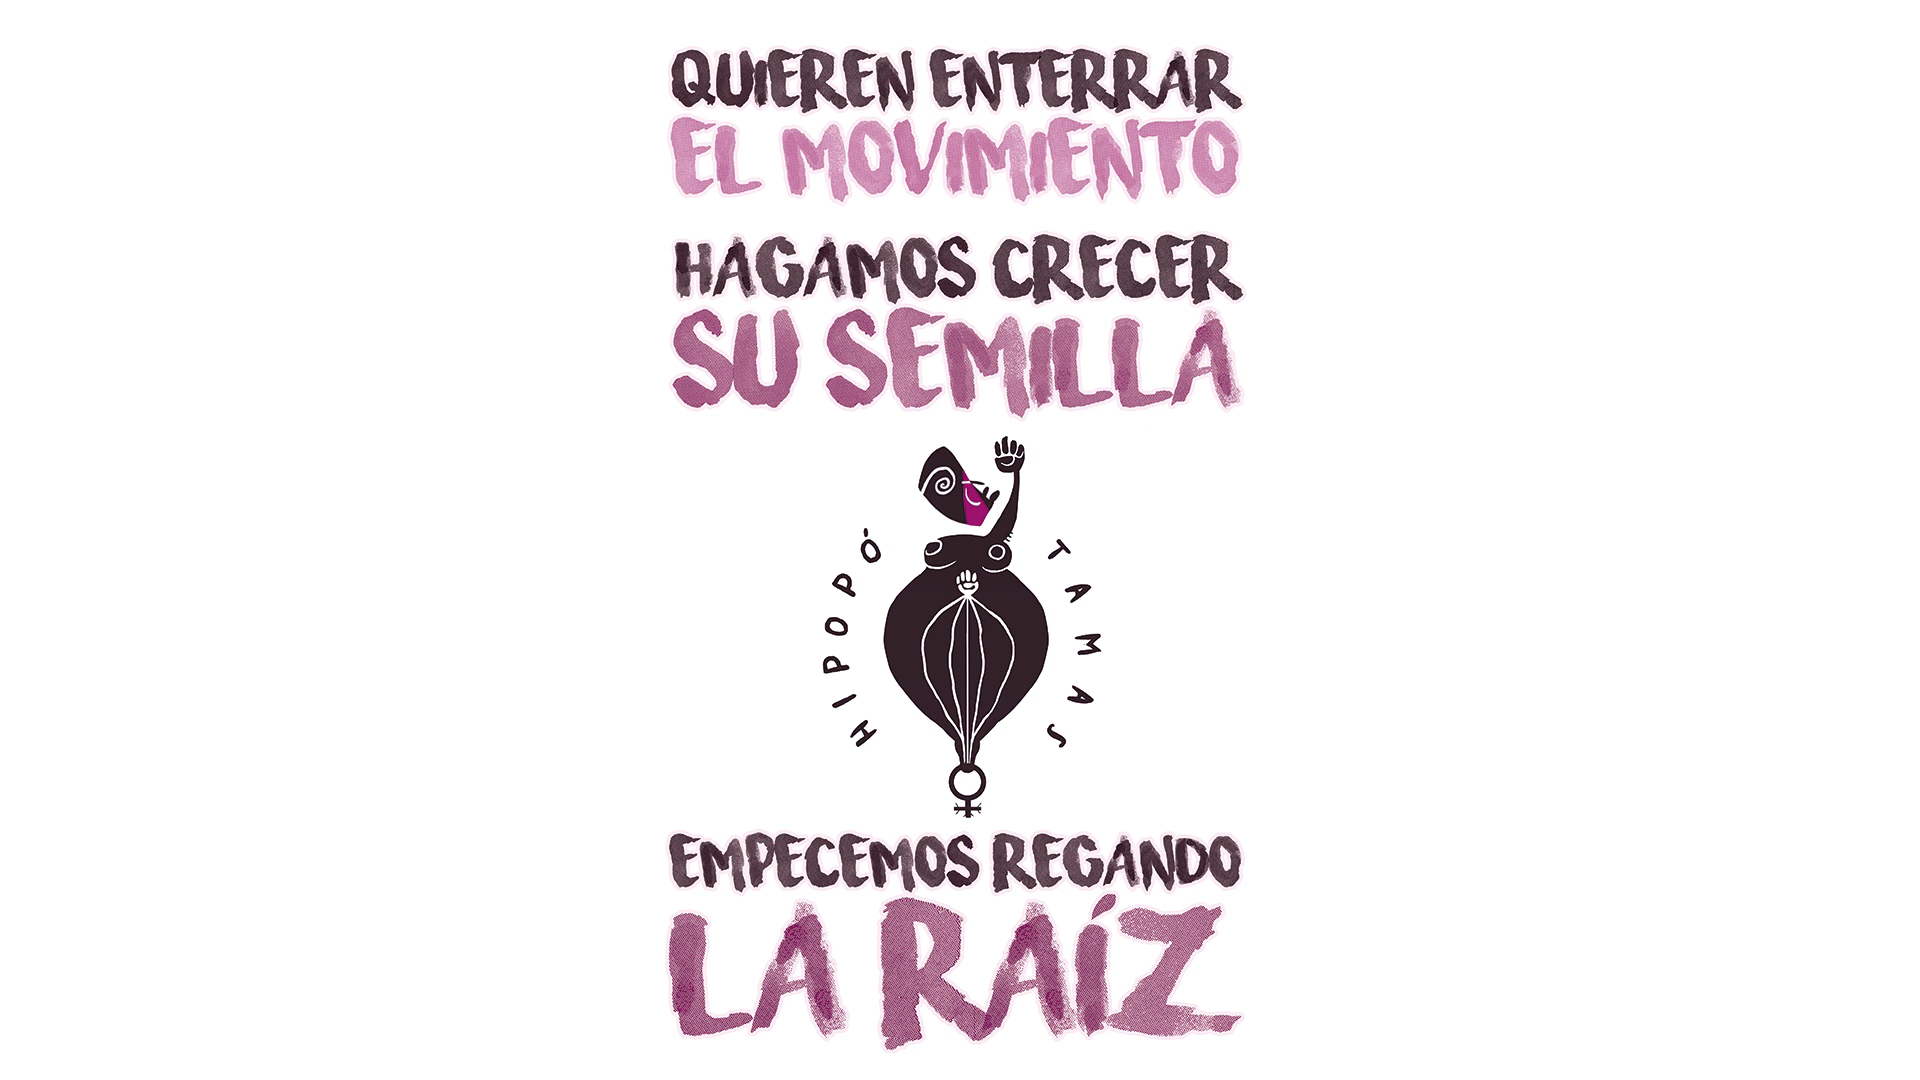 QUIEREN ENTERRAR
EL MOVIMIENTO
HAGAMOS CRECER
SU SEMILLA
HIPOPÓTAMAS
EMPECEMOS REGANDO
LA RAÍZ